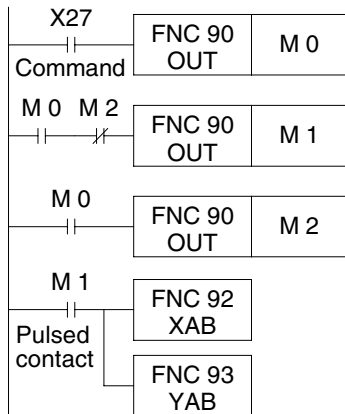 X27
Command
FNC 90
OUT
M 0
M 0 M 2
FNC 90
OUT
M 1
M 0
FNC 90
OUT
M 2
M 1
Pulsed
contact
FNC 92
XAB
FNC 93
YAB